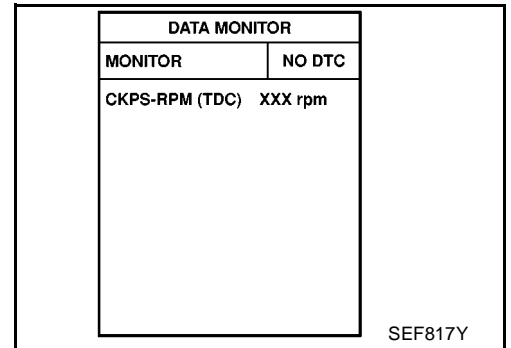 DATA MONITOR
MONITOR NO DTC
CKPS-RPM (TDC) XXX rpm
SEF817Y